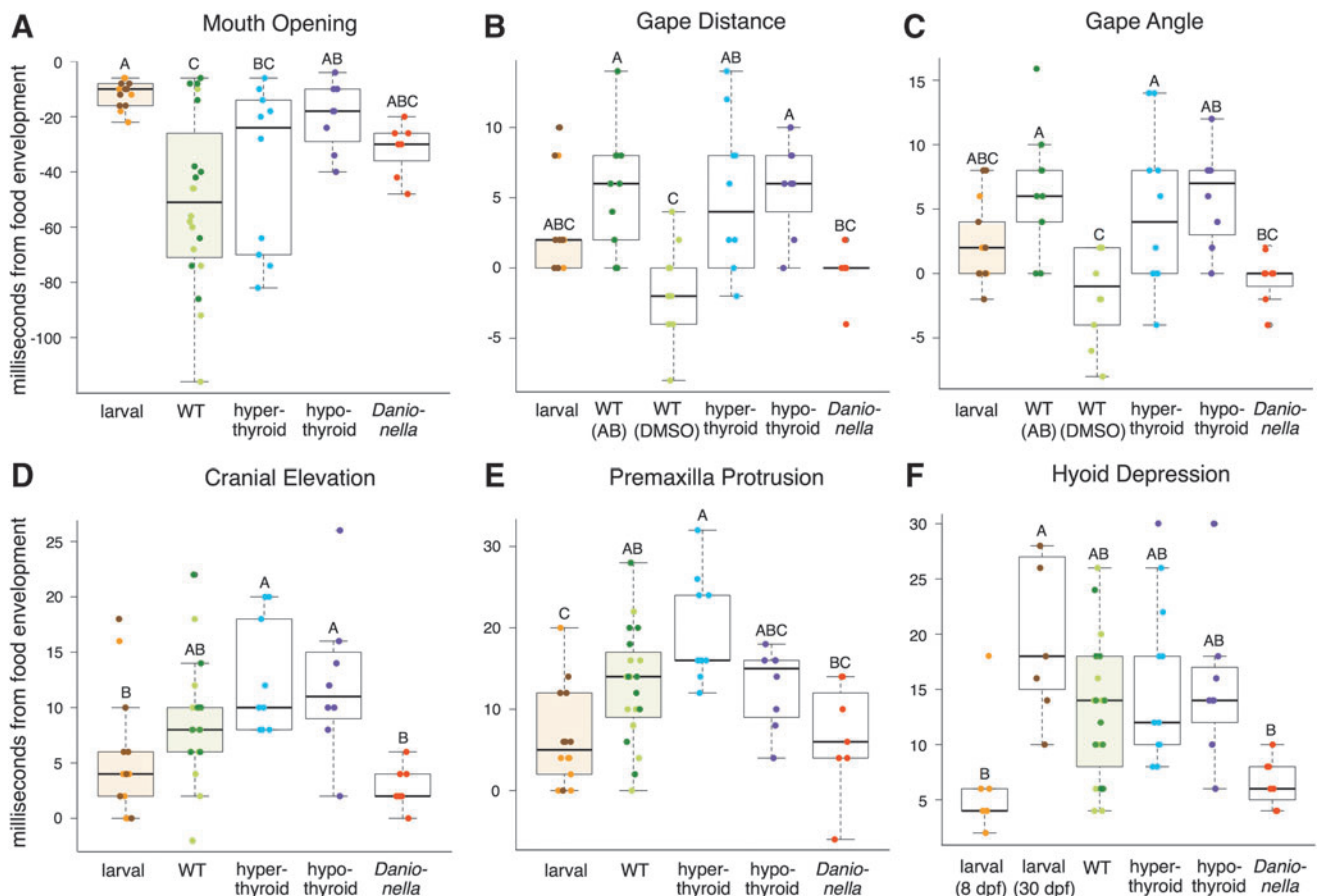 A Mouth Opening
milliseconds from food envelopment
0
-20
-40
-60
-80
-100
A
C
BC
AB
ABC
larval
WT
hyper-
thyroid
hypo-
thyroid
Danio-
nella
B Gape Distance
10
5
0
-5
ABC
A
C
AB
A
BC
larval
WT
(AB)
WT
(DMSO)
hyper-
thyroid
hypo-
thyroid
Danio-
nella
C Gape Angle
15
10
5
0
-5
ABC
A
C
A
AB
BC
larval
WT
(AB)
WT
(DMSO)
hyper-
thyroid
hypo-
thyroid
Danio-
nella
D Cranial Elevation
milliseconds from food envelopment
25
20
15
10
5
0
B
AB
A
A
B
larval
WT
hyper-
thyroid
hypo-
thyroid
Danio-
nella
E Premaxilla Protrusion
30
20
10
0
C
AB
A
ABC
BC
larval
WT
hyper-
thyroid
hypo-
thyroid
Danio-
nella
F Hyoid Depression
30
25
20
15
10
5
B
A
AB
AB
AB
B
larval
(8 dpf)
larval
(30 dpf)
WT
hyper-
thyroid
hypo-
thyroid
Danio-
nella